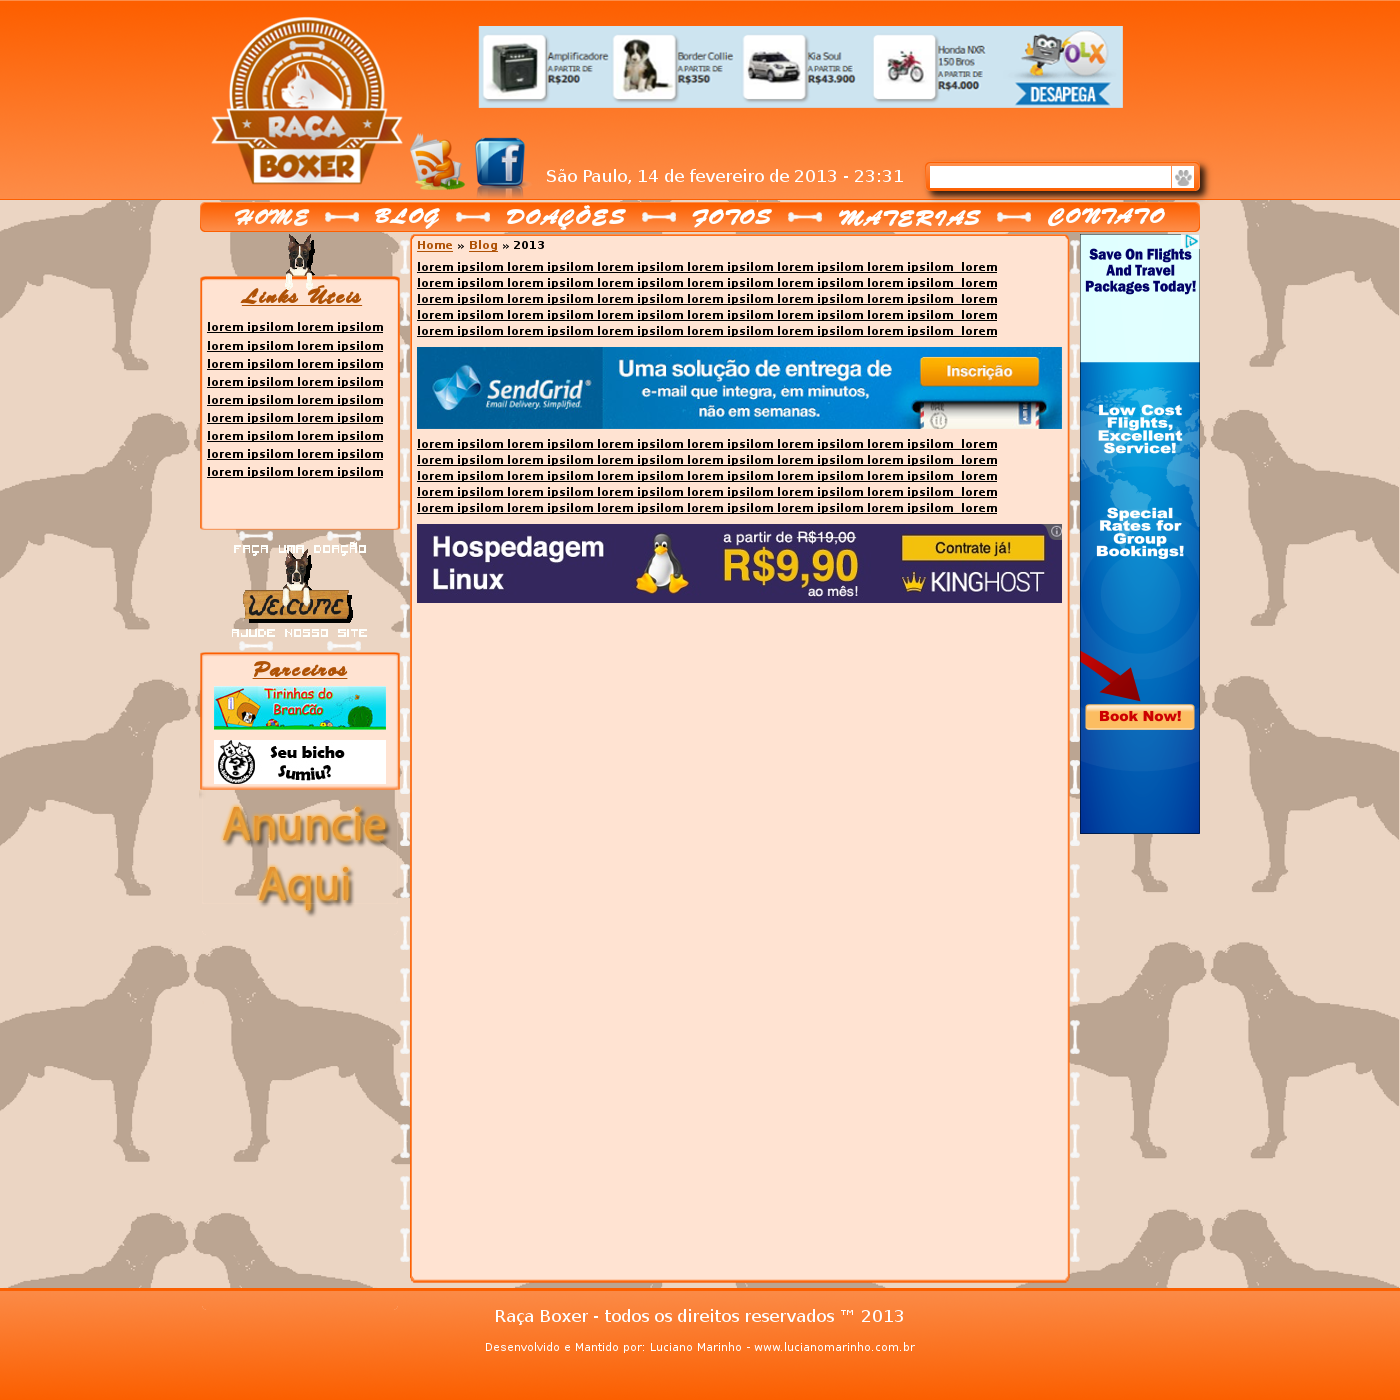 RAÇA
BOXER
Amplificadore
A PARTIR DE
R$200
Border Collie
A PARTIR DE
R$350
Kia Soul
A PARTIR DE
R$43.900
Honda NXR
150 Bros
A PARTIR DE
R$4.000
OLX
DESAPEGA
São Paulo, 14 de fevereiro de 2013 - 23:31
HOME BLOG DOAÇÕES FOTOS MATERIAS CONTATO
Links Úteis
lorem ipsilom lorem ipsilom
lorem ipsilom lorem ipsilom
lorem ipsilom lorem ipsilom
lorem ipsilom lorem ipsilom
lorem ipsilom lorem ipsilom
lorem ipsilom lorem ipsilom
lorem ipsilom lorem ipsilom
lorem ipsilom lorem ipsilom
lorem ipsilom lorem ipsilom
FAÇA UMA DOAÇÃO
WELCOME
AJUDE NOSSO SITE
Parceiros
Tirinhas do
BranCão
Seu bicho
Sumiu?
Anuncie
Aqui
Home » Blog » 2013
lorem ipsilom lorem ipsilom lorem ipsilom lorem ipsilom lorem ipsilom lorem ipsilom lorem
lorem ipsilom lorem ipsilom lorem ipsilom lorem ipsilom lorem ipsilom lorem ipsilom lorem
lorem ipsilom lorem ipsilom lorem ipsilom lorem ipsilom lorem ipsilom lorem ipsilom lorem
lorem ipsilom lorem ipsilom lorem ipsilom lorem ipsilom lorem ipsilom lorem ipsilom lorem
lorem ipsilom lorem ipsilom lorem ipsilom lorem ipsilom lorem ipsilom lorem ipsilom lorem
SendGrid
Email Delivery. Simplified.
Uma solução de entrega de
e-mail que integra, em minutos,
não em semanas.
Inscrição
lorem ipsilom lorem ipsilom lorem ipsilom lorem ipsilom lorem ipsilom lorem ipsilom lorem
lorem ipsilom lorem ipsilom lorem ipsilom lorem ipsilom lorem ipsilom lorem ipsilom lorem
lorem ipsilom lorem ipsilom lorem ipsilom lorem ipsilom lorem ipsilom lorem ipsilom lorem
lorem ipsilom lorem ipsilom lorem ipsilom lorem ipsilom lorem ipsilom lorem ipsilom lorem
lorem ipsilom lorem ipsilom lorem ipsilom lorem ipsilom lorem ipsilom lorem ipsilom lorem
Hospedagem
Linux
a partir de R$19,00
R$9,90
ao mês!
Contrate já!
KINGHOST
Save On Flights
And Travel
Packages Today!
Low Cost
Flights,
Excellent
Service!
Special
Rates for
Group
Bookings!
Book Now!
Raça Boxer - todos os direitos reservados ™ 2013
Desenvolvido e Mantido por: Luciano Marinho - www.lucianomarinho.com.br